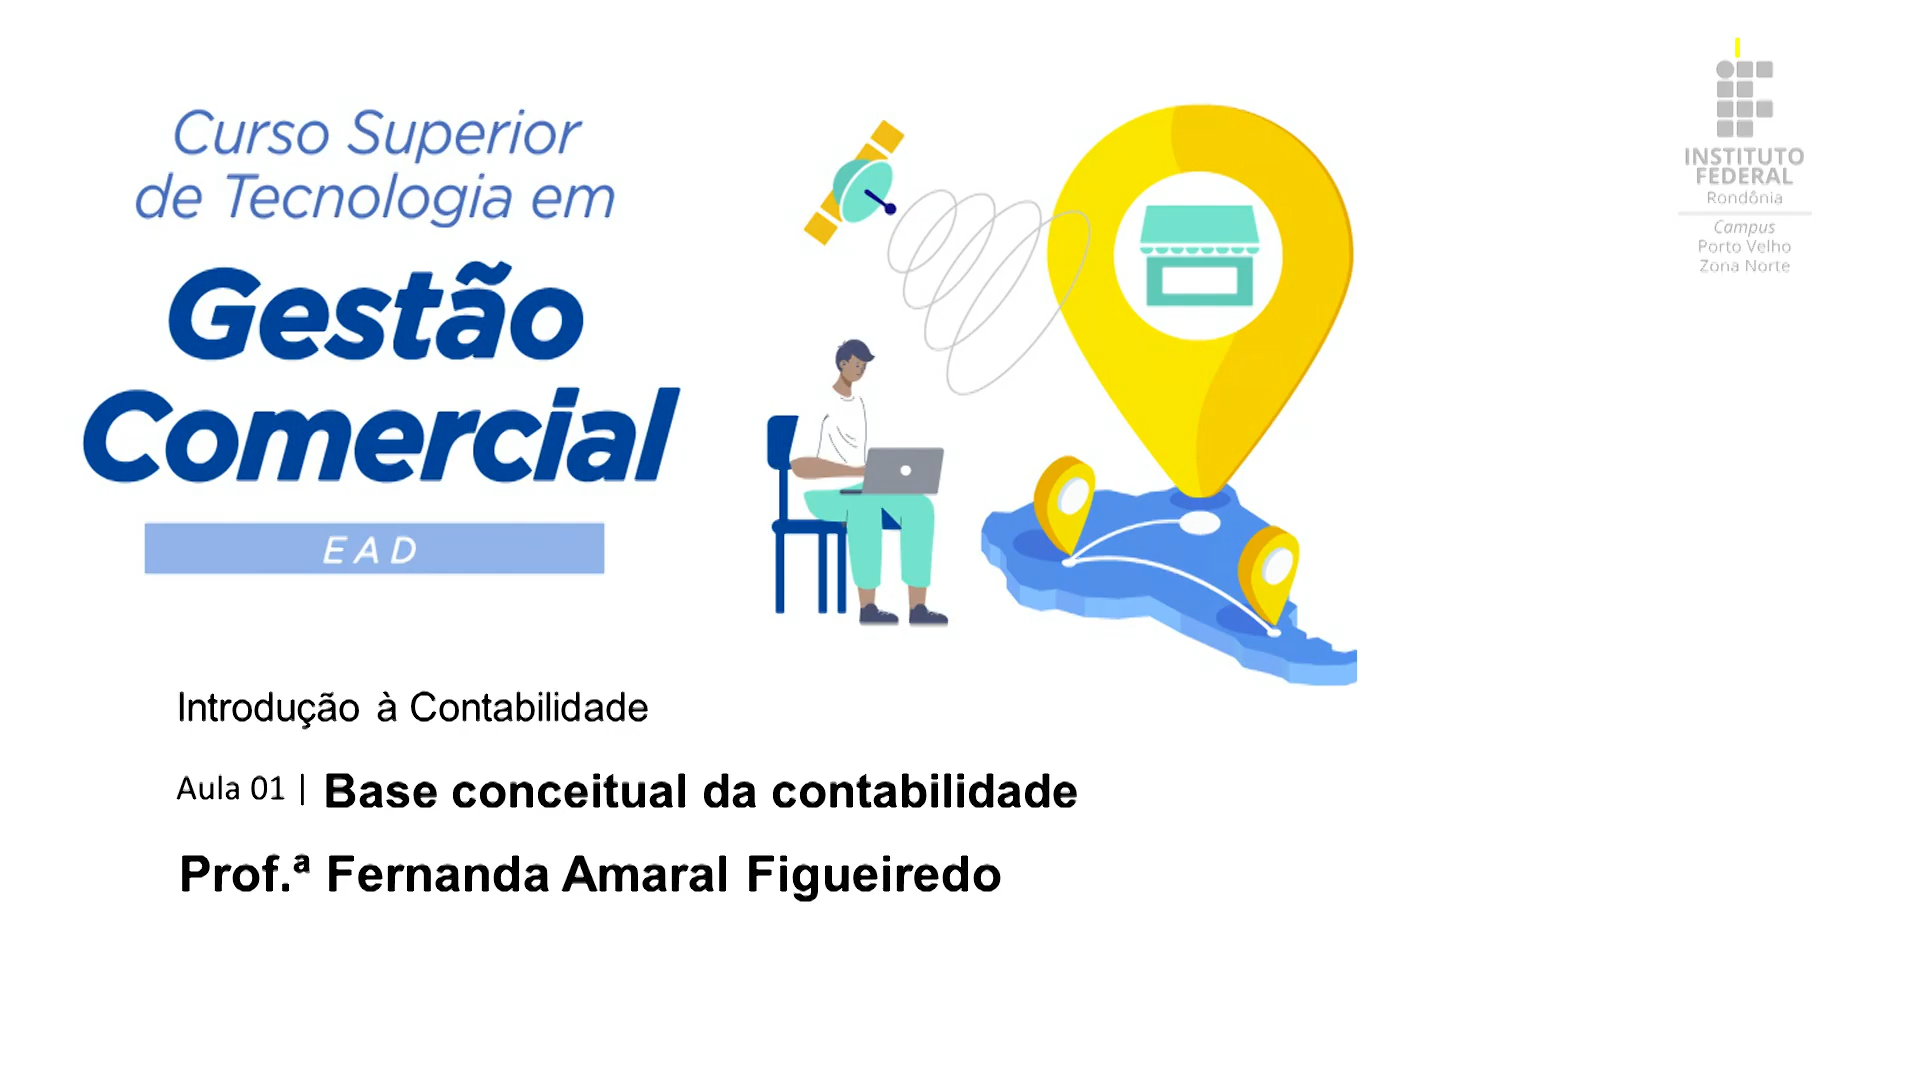 Curso Superior
de Tecnologia em
Gestão
Comercial
EAD
INSTITUTO
FEDERAL
Rondônia
Campus
Porto Velho
Zona Norte
Introdução à Contabilidade
Aula 01 | Base conceitual da contabilidade
Prof.ª Fernanda Amaral Figueiredo